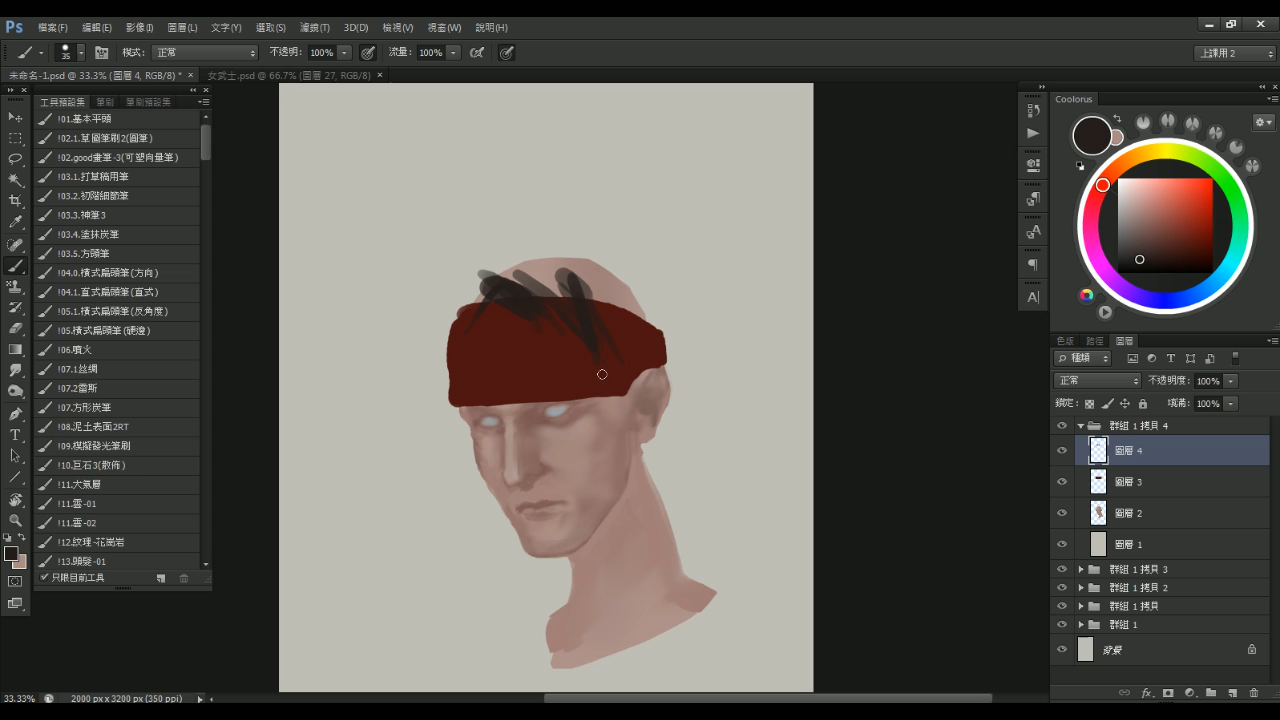 Ps 檔案(F) 編輯(E) 影像(I) 圖層(L) 文字(Y) 選取(S) 濾鏡(T) 3D(D) 檢視(V) 視窗(W) 說明(H)
35 模式: 正常 不透明: 100% 流量: 100% 上課用 2
未命名-1.psd @ 33.3% (圖層 4, RGB/8) * × 女武士.psd @ 66.7% (圖層 27, RGB/8) ×
工具預設集 筆刷 筆刷預設集
!01.基本平頭
!02.1.草圖筆刷2(圓筆)
!02.good畫筆-3(可塑向量筆)
!03.1.打草稿用筆
!03.2.初階細節筆
!03.3.神筆3
!03.4.塗抹炭筆
!03.5.方頭筆
!04.0.橫式扁頭筆(方向)
!04.1.直式扁頭筆(直式)
!05.1.橫式扁頭筆(反角度)
!05.橫式扁頭筆(硬邊)
!06.噴火
!07.1絲綢
!07.2雷斯
!07.方形炭筆
!08.泥土表面2RT
!09.模擬發光筆刷
!10.巨石3(散佈)
!11.大氣層
!11.雲-01
!11.雲-02
!12.紋理-花崗岩
!13.頭髮-01
只限目前工具
Coolorus
色版 路徑 圖層
種類
正常 不透明度: 100%
鎖定: 填滿: 100%
群組 1 拷貝 4
圖層 4
圖層 3
圖層 2
圖層 1
群組 1 拷貝 3
群組 1 拷貝 2
群組 1 拷貝
群組 1
背景
33.33% 2000 px x 3200 px (350 ppi)